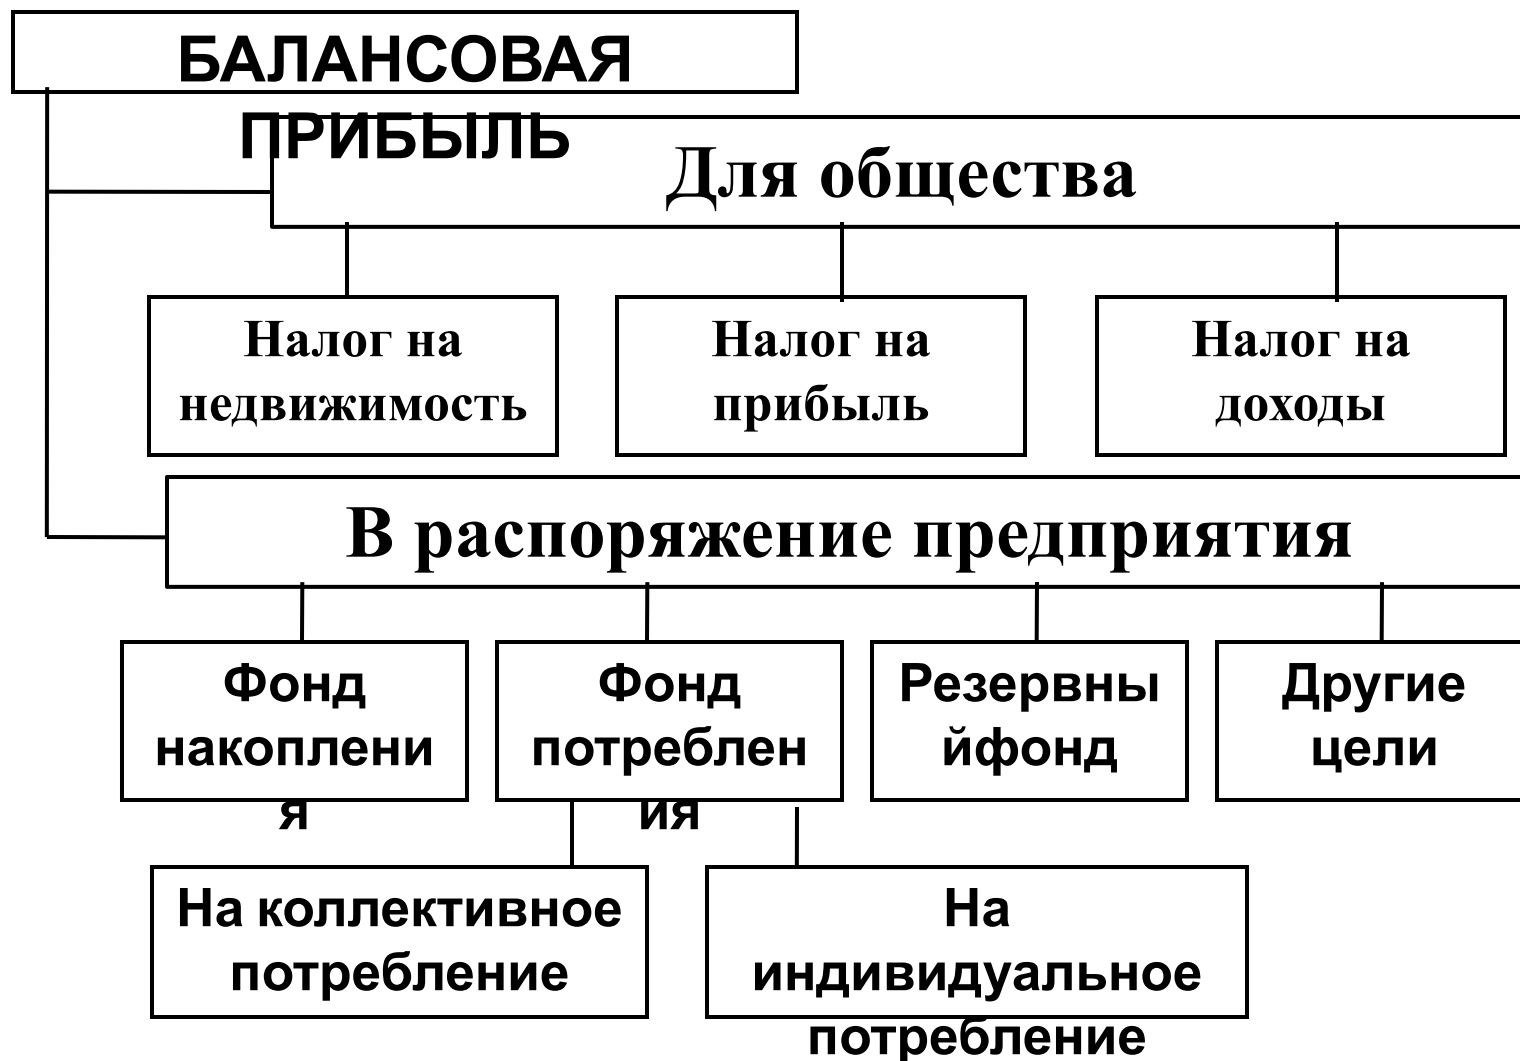 БАЛАНСОВАЯ
ПРИБЫЛЬ
Для общества
Налог на
недвижимость
Налог на
прибыль
Налог на
доходы
В распоряжение предприятия
Фонд
накоплени
я
Фонд
потреблен
ия
Резервны
йфонд
Другие
цели
На коллективное
потребление
На
индивидуальное
потребление